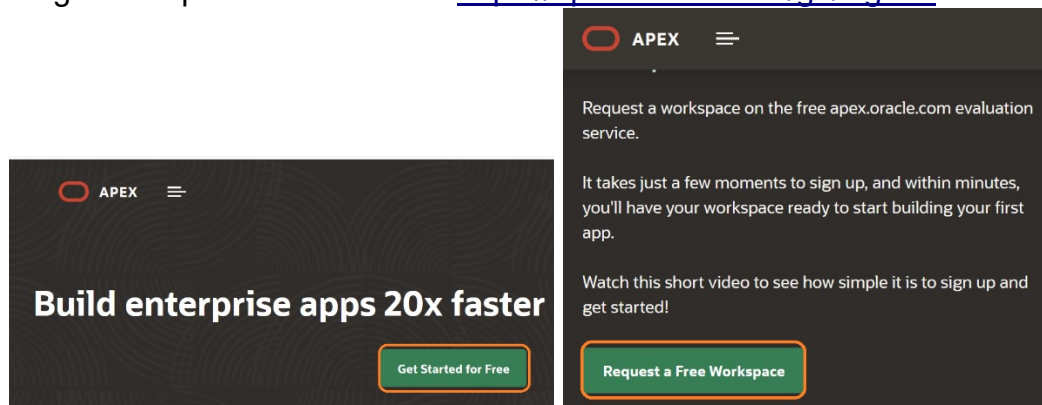 APEX
Build enterprise apps 20x faster
Get Started for Free
APEX
Request a workspace on the free apex.oracle.com evaluation
service.
It takes just a few moments to sign up, and within minutes,
you'll have your workspace ready to start building your first
app.
Watch this short video to see how simple it is to sign up and
get started!
Request a Free Workspace